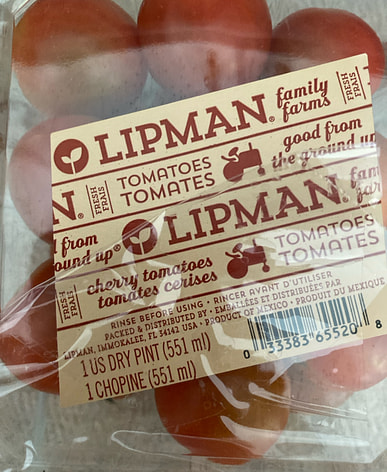 LIPMAN® family farms FRESH FRAIS
FRESH FRAIS TOMATOES TOMATES good from the ground up
N® LIPMAN® family farms
from ground up® TOMATOES TOMATES
FRESH FRAIS cherry tomatoes tomates cerises
RINSE BEFORE USING • RINCER AVANT D'UTILISER
PACKED & DISTRIBUTED BY • EMBALLÉES ET DISTRIBUÉES PAR
LIPMAN, IMMOKALEE, FL 34142 USA • PRODUCT OF MEXICO • PRODUIT DU MEXIQUE
1 US DRY PINT (551 ml)
1 CHOPINE (551 ml)
0 33383 65520 8